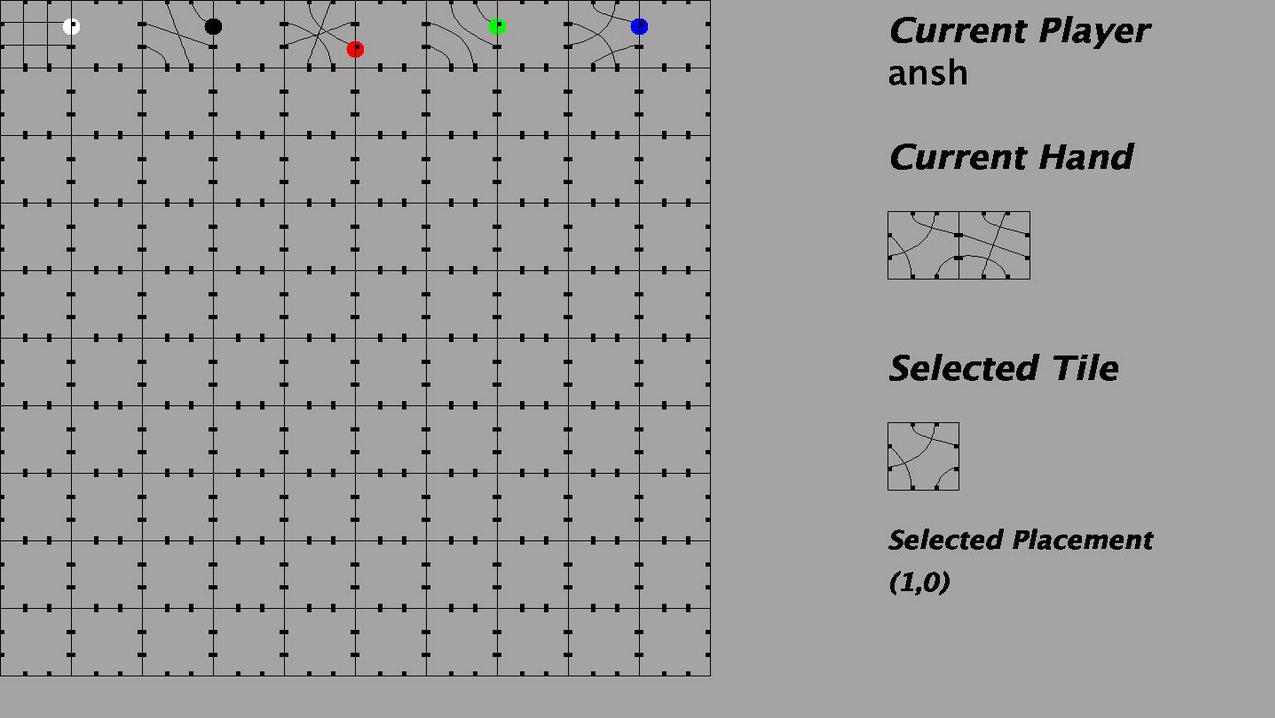 Current Player
ansh
Current Hand
Selected Tile
Selected Placement
(1,0)